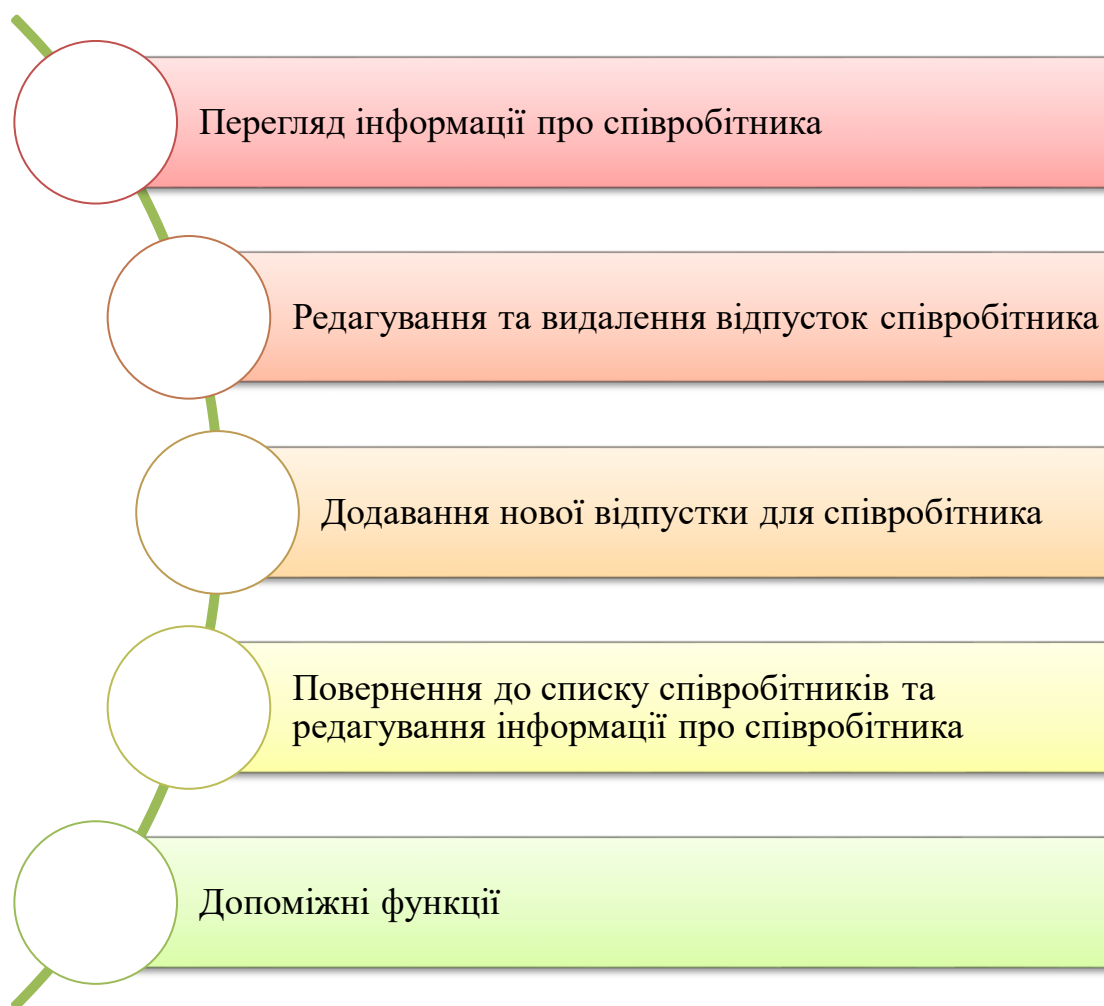 Перегляд інформації про співробітника
Редагування та видалення відпусток співробітника
Додавання нової відпустки для співробітника
Повернення до списку співробітників та
редагування інформації про співробітника
Допоміжні функції